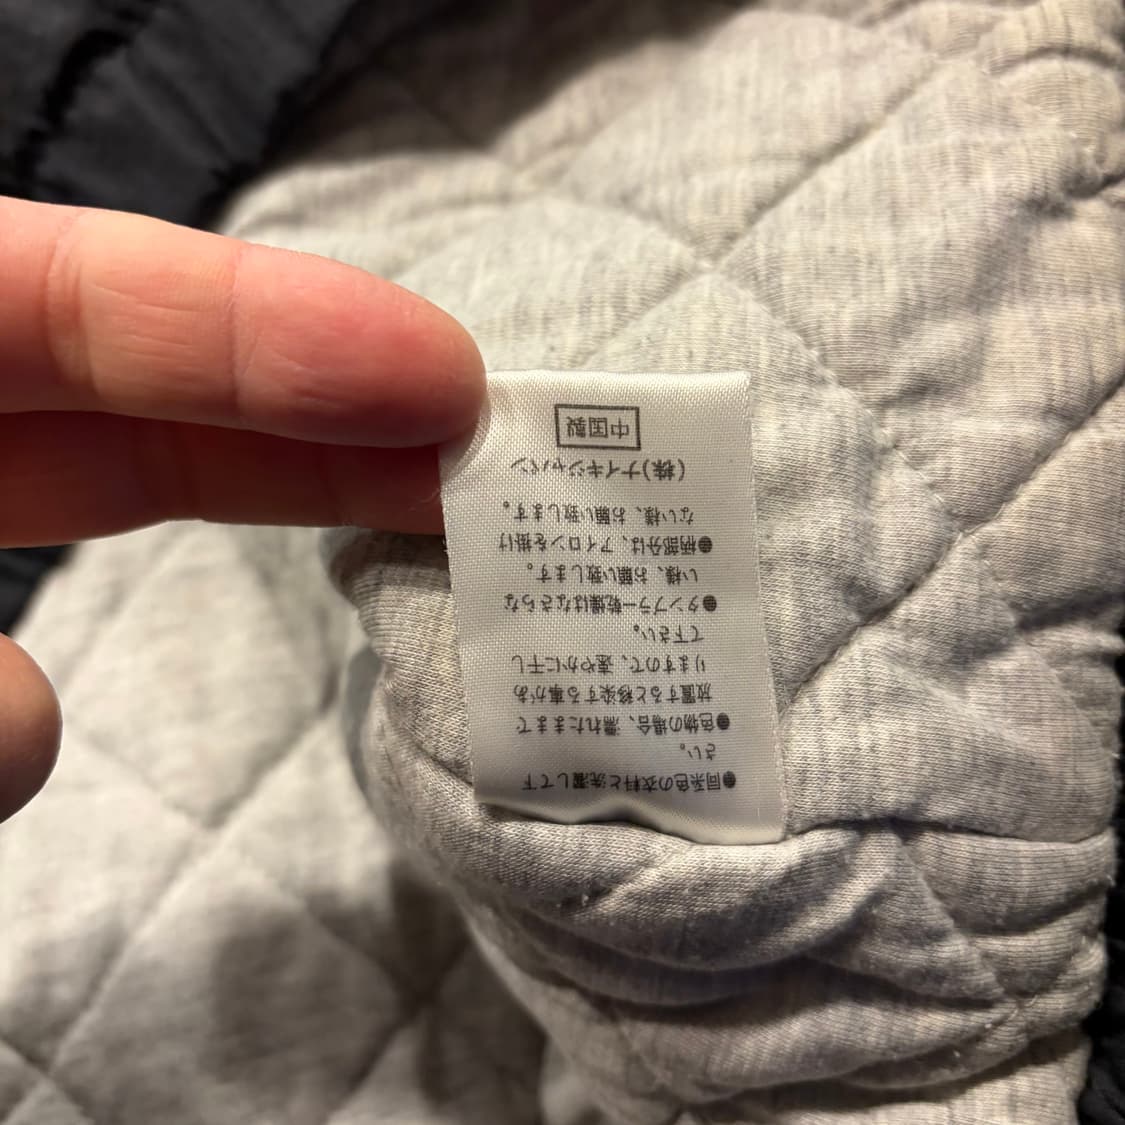 ●同系色の衣料と洗濯して下
さい。
●色物の場合、濡れたままで
放置すると移染する事があ
りますので、速やかに干し
て下さい。
●タンブラー乾燥はなさらな
い様、お願い致します。
●柄部分は、アイロンを掛け
ない様、お願い致します。
(株)ナイキジャパン
中国製